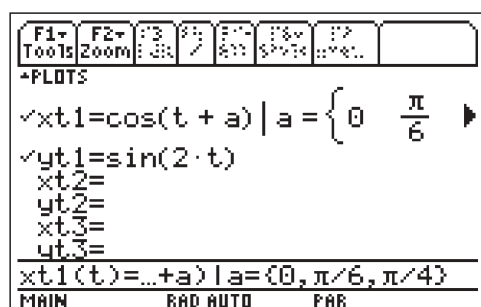 F1▾ F2▾
Tools Zoom
▴PLOTS
✓xt1=cos(t + a) | a = {0 π/6 ▶
✓yt1=sin(2·t)
xt2=
yt2=
xt3=
yt3=
xt1(t)=…+a)|a={0,π/6,π/4}
MAIN RAD AUTO PAR